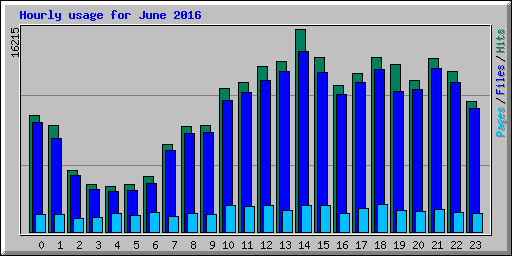 Hourly usage for June 2016
16215
Pages / Files / Hits
0 1 2 3 4 5 6 7 8 9 10 11 12 13 14 15 16 17 18 19 20 21 22 23